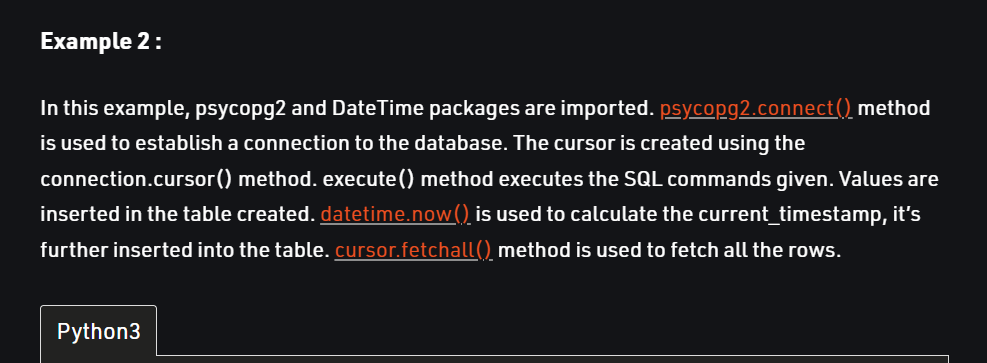 Example 2 :
In this example, psycopg2 and DateTime packages are imported. psycopg2.connect() method
is used to establish a connection to the database. The cursor is created using the
connection.cursor() method. execute() method executes the SQL commands given. Values are
inserted in the table created. datetime.now() is used to calculate the current_timestamp, it's
further inserted into the table. cursor.fetchall() method is used to fetch all the rows.
Python3